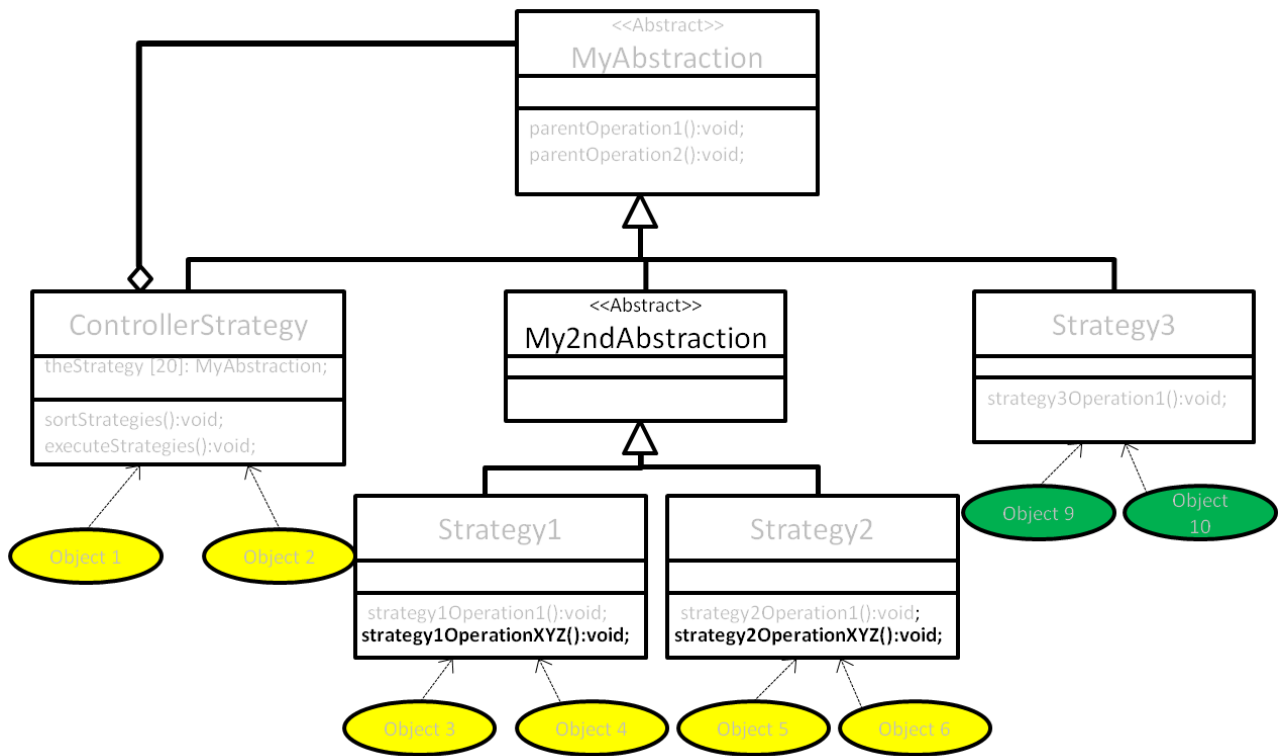 <<Abstract>>
MyAbstraction
parentOperation1():void;
parentOperation2():void;
ControllerStrategy
theStrategy [20]: MyAbstraction;
sortStrategies():void;
executeStrategies():void;
<<Abstract>>
My2ndAbstraction
Strategy3
strategy3Operation1():void;
Object 1
Object 2
Strategy1
strategy1Operation1():void;
strategy1OperationXYZ():void;
Strategy2
strategy2Operation1():void;
strategy2OperationXYZ():void;
Object 9
Object
10
Object 3
Object 4
Object 5
Object 6